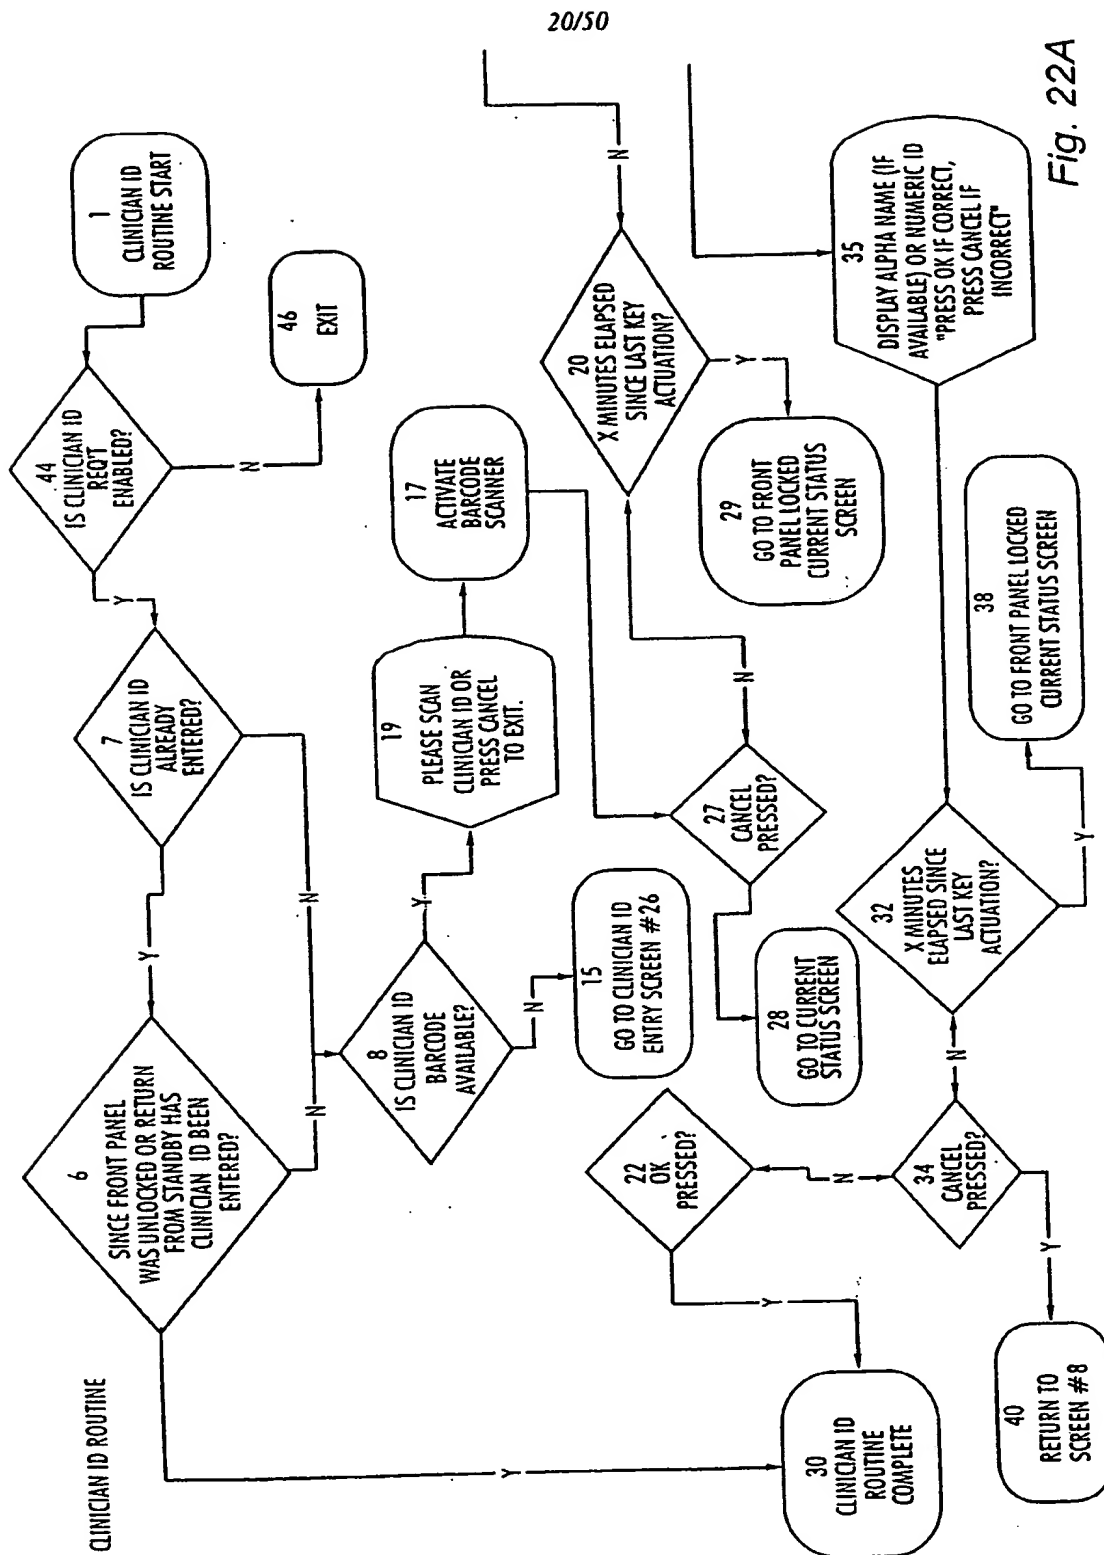 20/50
CLINICIAN ID ROUTINE
1
CLINICIAN ID
ROUTINE START
44
IS CLINICIAN ID
REQ'T
ENABLED?
N
46
EXIT
Y
7
IS CLINICIAN ID
ALREADY
ENTERED?
Y
N
6
SINCE FRONT PANEL
WAS UNLOCKED OR RETURN
FROM STANDBY HAS
CLINICIAN ID BEEN
ENTERED?
N
Y
8
IS CLINICIAN ID
BARCODE
AVAILABLE?
Y
N
19
PLEASE SCAN
CLINICIAN ID OR
PRESS CANCEL
TO EXIT.
17
ACTIVATE
BARCODE
SCANNER
15
GO TO CLINICIAN ID
ENTRY SCREEN #26
27
CANCEL
PRESSED?
N
28
GO TO CURRENT
STATUS SCREEN
20
X MINUTES ELAPSED
SINCE LAST KEY
ACTUATION?
N
Y
29
GO TO FRONT
PANEL LOCKED
CURRENT STATUS
SCREEN
35
DISPLAY ALPHA NAME (IF
AVAILABLE) OR NUMERIC ID
"PRESS OK IF CORRECT,
PRESS CANCEL IF
INCORRECT"
32
X MINUTES
ELAPSED SINCE
LAST KEY
ACTUATION?
Y
N
38
GO TO FRONT PANEL LOCKED
CURRENT STATUS SCREEN
34
CANCEL
PRESSED?
N
Y
22
OK
PRESSED?
Y
30
CLINICIAN ID
ROUTINE
COMPLETE
40
RETURN TO
SCREEN #8
Fig. 22A